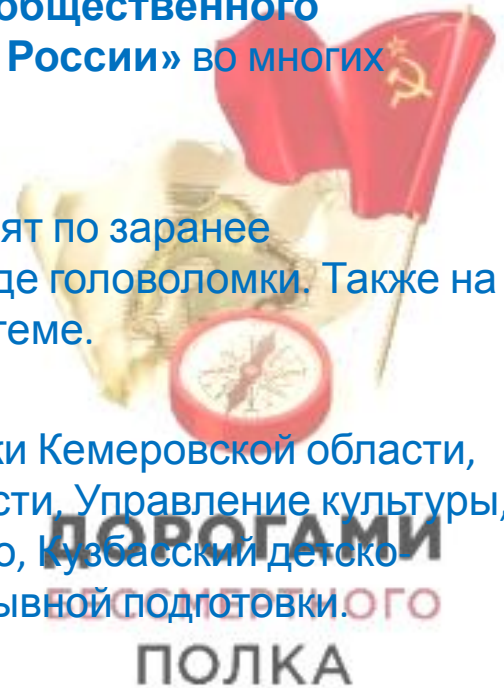 общественного
России» во многих
ят по заранее
де головоломки. Также на
теме.
ки Кемеровской области,
сти, Управление культуры,
о, Кузбасский детско-
ывной подготовки.
ДОРОГАМИ
БЕССМЕРТНОГО
ПОЛКА